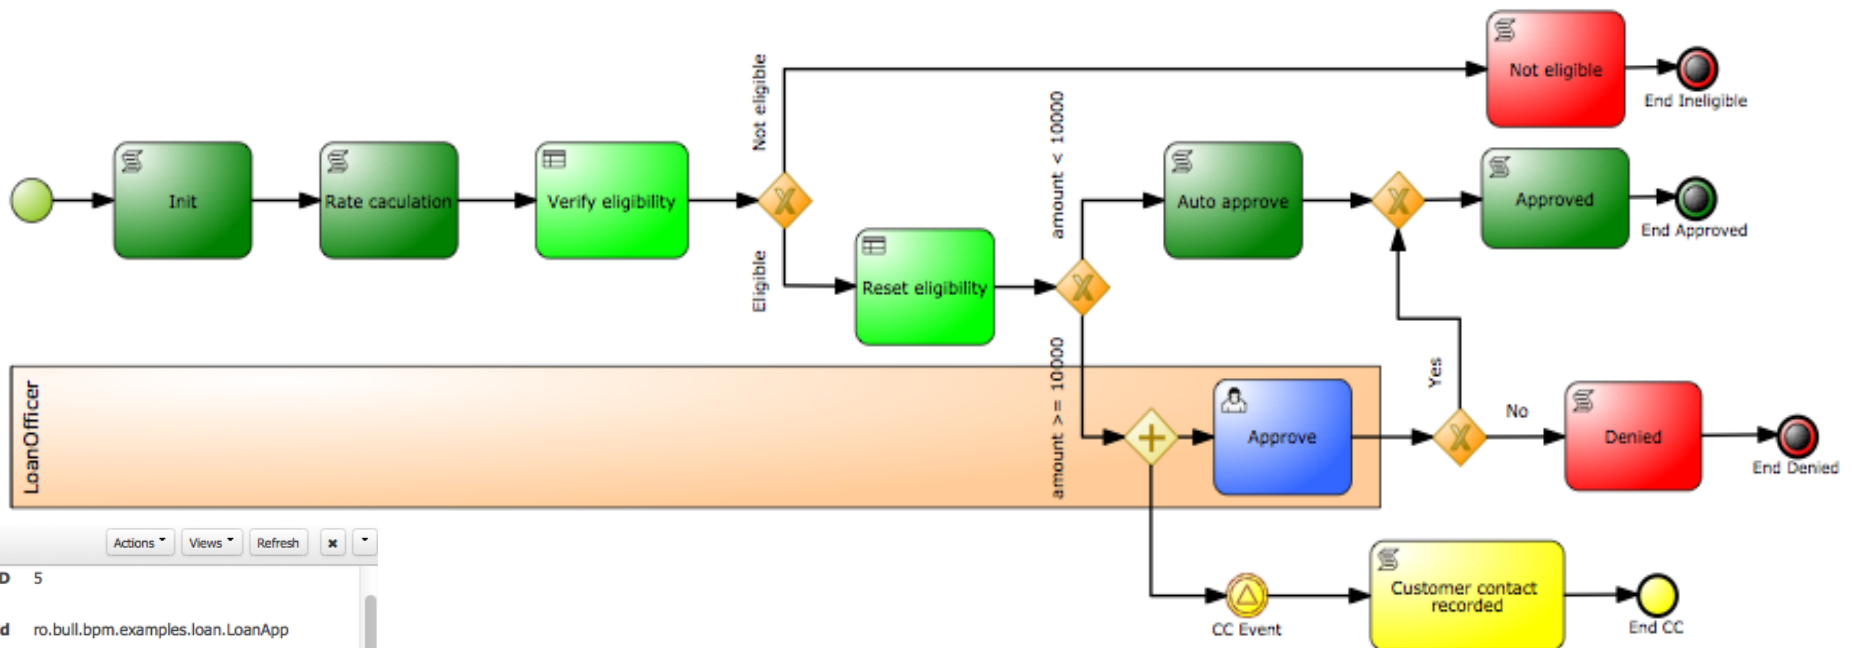 Not eligible
Not eligible
End Ineligible
amount < 10000
Init
Rate caculation
Verify eligibility
Auto approve
Approved
End Approved
Eligible
Reset eligibility
amount >= 10000
LoanOfficer
Approve
Yes
No
Denied
End Denied
Actions
Views
Refresh
D 5
d ro.bull.bpm.examples.loan.LoanApp
CC Event
Customer contact
recorded
End CC